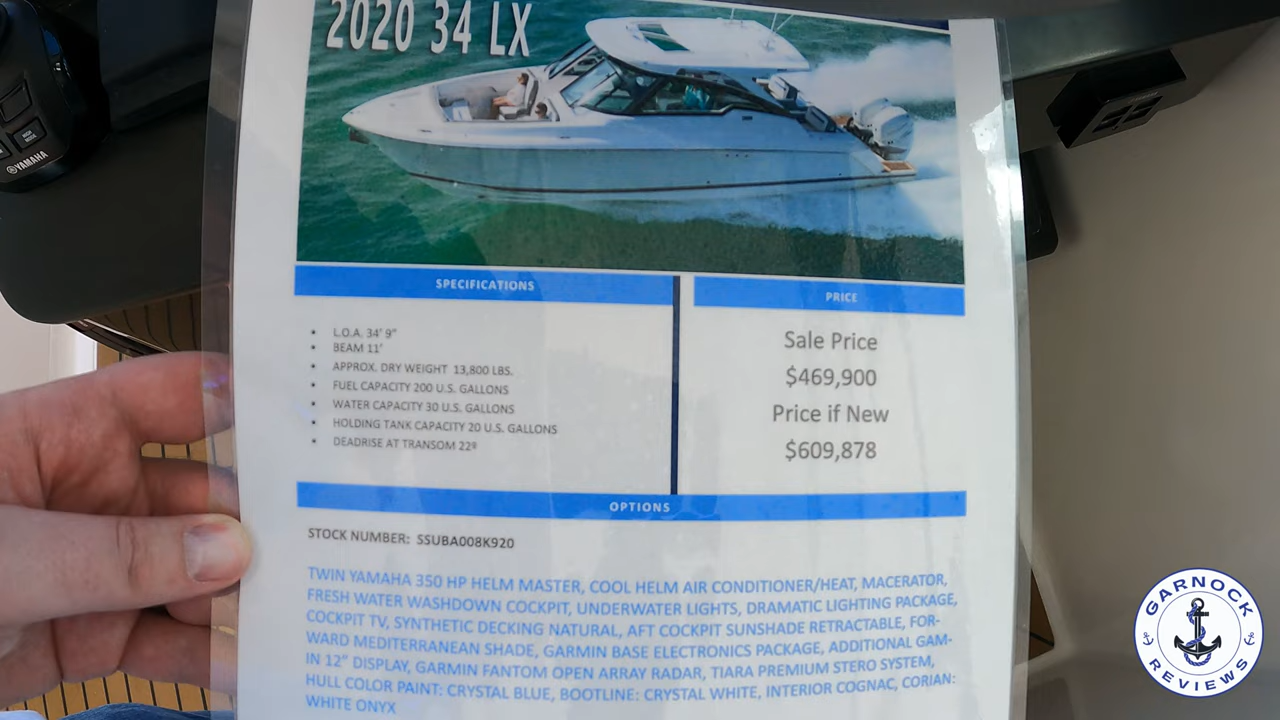 2020 34 LX
SPECIFICATIONS
• L.O.A. 34' 9"
• BEAM 11'
• APPROX. DRY WEIGHT 13,800 LBS.
• FUEL CAPACITY 200 U.S. GALLONS
• WATER CAPACITY 30 U.S. GALLONS
• HOLDING TANK CAPACITY 20 U.S. GALLONS
• DEADRISE AT TRANSOM 22º
PRICE
Sale Price
$469,900
Price if New
$609,878
OPTIONS
STOCK NUMBER: SSUBA008K920
TWIN YAMAHA 350 HP HELM MASTER, COOL HELM AIR CONDITIONER/HEAT, MACERATOR,
FRESH WATER WASHDOWN COCKPIT, UNDERWATER LIGHTS, DRAMATIC LIGHTING PACKAGE,
COCKPIT TV, SYNTHETIC DECKING NATURAL, AFT COCKPIT SUNSHADE RETRACTABLE, FOR-
WARD MEDITERRANEAN SHADE, GARMIN BASE ELECTRONICS PACKAGE, ADDITIONAL GAM-
IN 12" DISPLAY, GARMIN FANTOM OPEN ARRAY RADAR, TIARA PREMIUM STERO SYSTEM,
HULL COLOR PAINT: CRYSTAL BLUE, BOOTLINE: CRYSTAL WHITE, INTERIOR COGNAC, CORIAN:
WHITE ONYX
YAMAHA
GARNOCK
REVIEWS